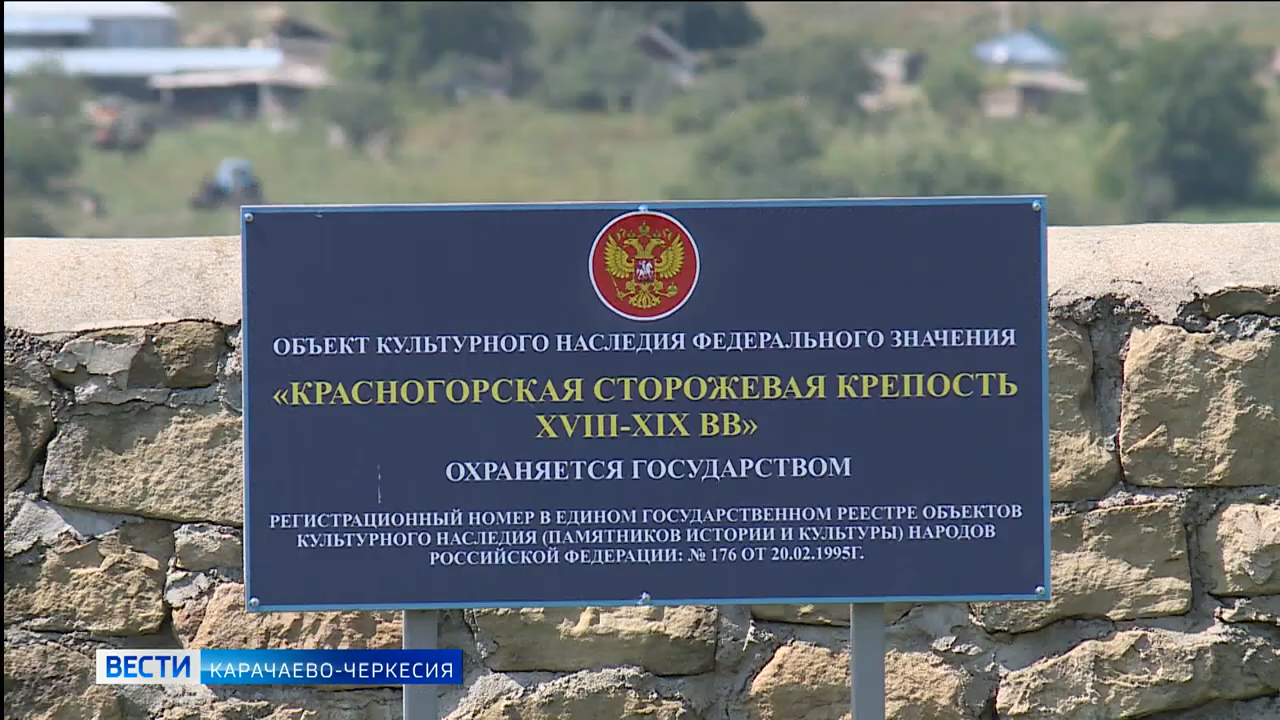 ОБЪЕКТ КУЛЬТУРНОГО НАСЛЕДИЯ ФЕДЕРАЛЬНОГО ЗНАЧЕНИЯ
«КРАСНОГОРСКАЯ СТОРОЖЕВАЯ КРЕПОСТЬ
XVIII-XIX ВВ»
ОХРАНЯЕТСЯ ГОСУДАРСТВОМ
РЕГИСТРАЦИОННЫЙ НОМЕР В ЕДИНОМ ГОСУДАРСТВЕННОМ РЕЕСТРЕ ОБЪЕКТОВ
КУЛЬТУРНОГО НАСЛЕДИЯ (ПАМЯТНИКОВ ИСТОРИИ И КУЛЬТУРЫ) НАРОДОВ
РОССИЙСКОЙ ФЕДЕРАЦИИ: № 176 ОТ 20.02.1995Г.
ВЕСТИ КАРАЧАЕВО-ЧЕРКЕСИЯ